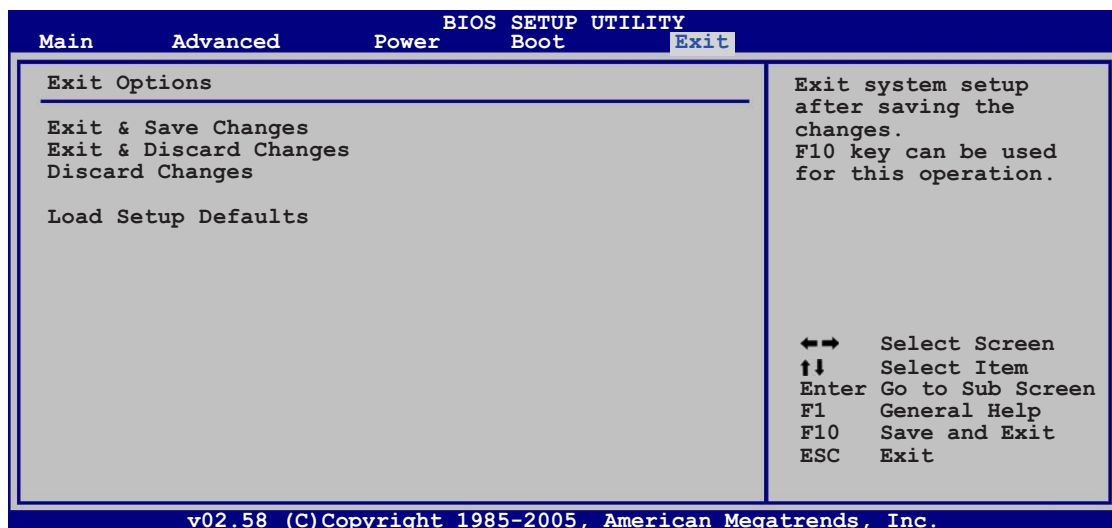 BIOS SETUP UTILITY
Main Advanced Power Boot Exit
Exit Options
Exit & Save Changes
Exit & Discard Changes
Discard Changes
Load Setup Defaults
Exit system setup
after saving the
changes.
F10 key can be used
for this operation.
←→ Select Screen
↑↓ Select Item
Enter Go to Sub Screen
F1 General Help
F10 Save and Exit
ESC Exit
v02.58 (C)Copyright 1985-2005, American Megatrends, Inc.